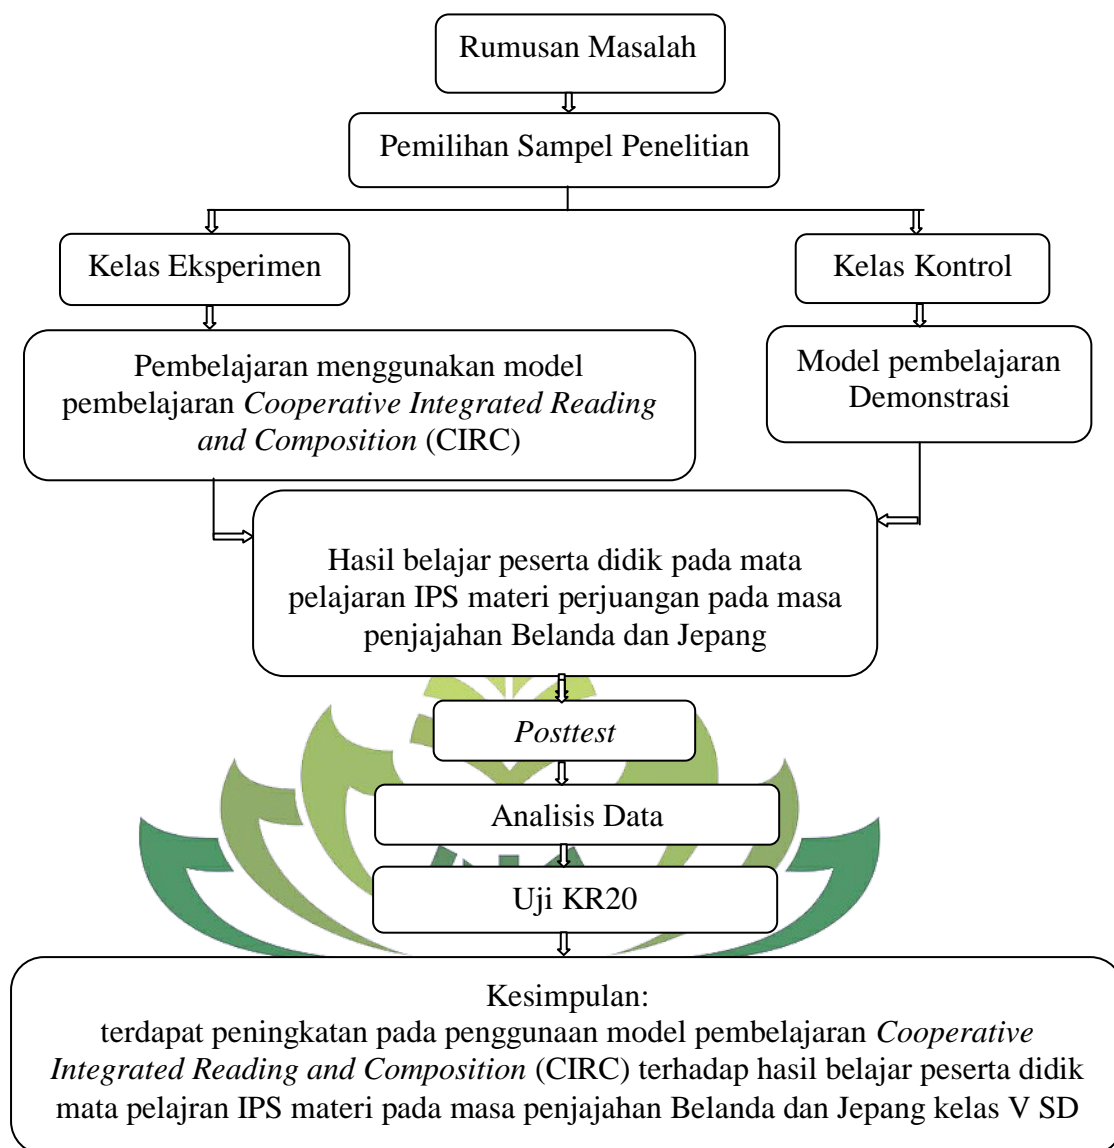 Rumusan Masalah
Pemilihan Sampel Penelitian
Kelas Eksperimen
Kelas Kontrol
Pembelajaran menggunakan model
pembelajaran Cooperative Integrated Reading
and Composition (CIRC)
Model pembelajaran
Demonstrasi
Hasil belajar peserta didik pada mata
pelajaran IPS materi perjuangan pada masa
penjajahan Belanda dan Jepang
Posttest
Analisis Data
Uji KR20
Kesimpulan:
terdapat peningkatan pada penggunaan model pembelajaran Cooperative
Integrated Reading and Composition (CIRC) terhadap hasil belajar peserta didik
mata pelajran IPS materi pada masa penjajahan Belanda dan Jepang kelas V SD